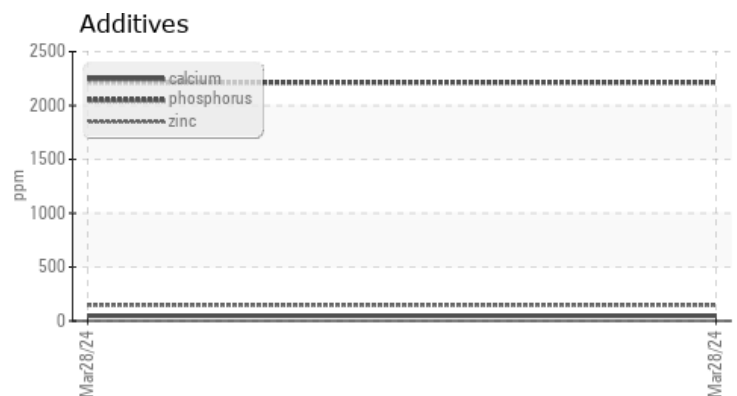 Additives
2500
2000
1500
1000
500
0
ppm
calcium
phosphorus
zinc
Mar28/24
Mar28/24